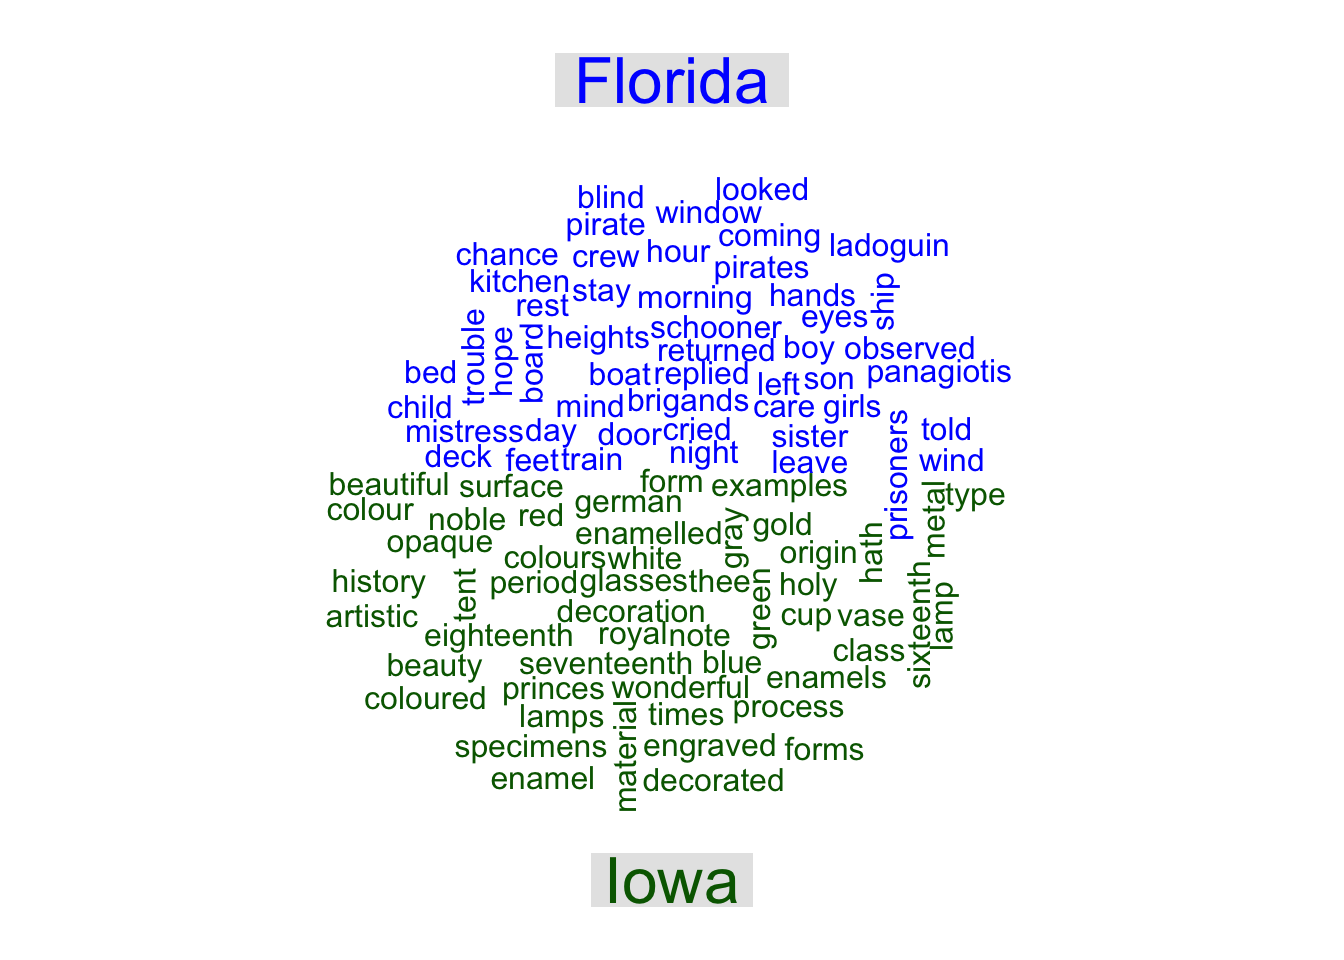 Florida
blind looked
pirate window
chance crew hour coming ladoguin
kitchen stay pirates
rest morning hands ship
trouble hope board heights schooner eyes
returned boy observed
bed boat replied left son panagiotis
child mind brigands care girls
mistress day door cried sister told
deck feet train night leave prisoners wind
beautiful surface form examples type
colour noble red german gold metal
opaque enamelled gray origin hath
colours white
history tent period glasses thee green holy sixteenth lamp
artistic decoration cup vase
eighteenth royal note class
beauty seventeenth blue enamels
coloured princes wonderful process
lamps material times
specimens engraved forms
enamel decorated
Iowa